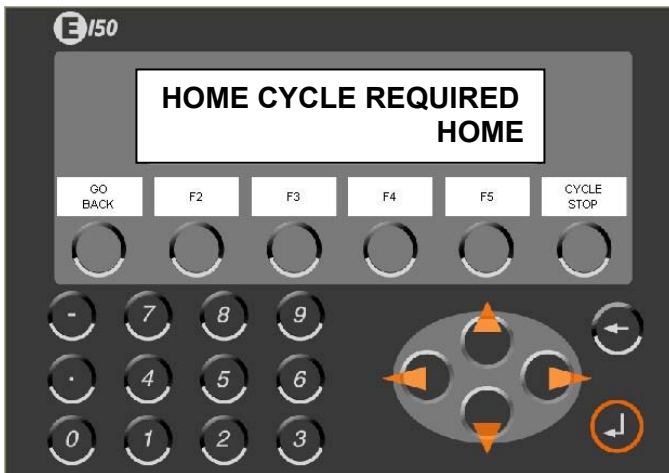 E150
HOME CYCLE REQUIRED
HOME
GO BACK
F2
F3
F4
F5
CYCLE STOP
- 7 8 9
. 4 5 6
0 1 2 3